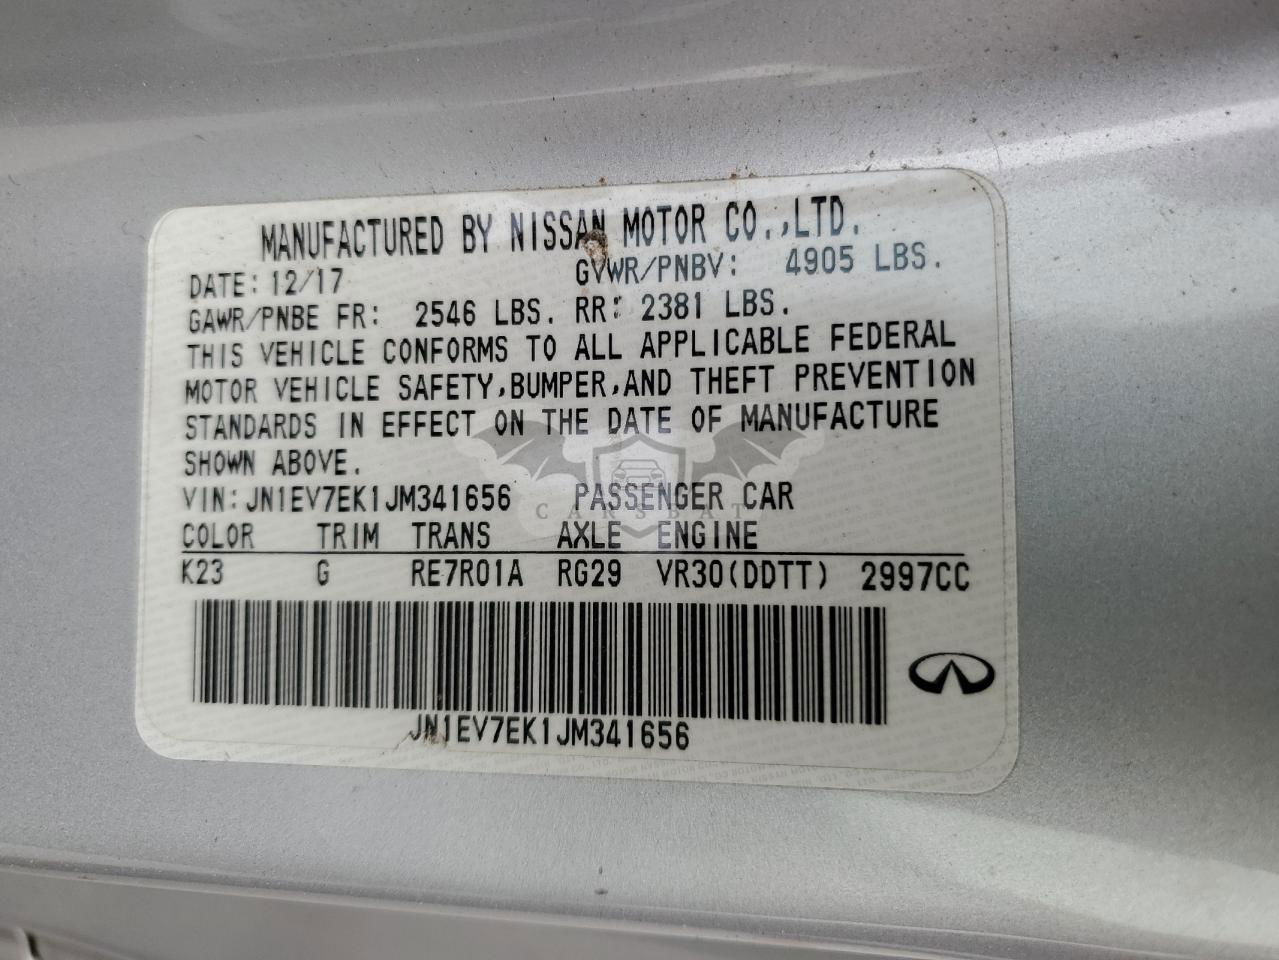 MANUFACTURED BY NISSAN MOTOR CO.,LTD.
DATE: 12/17 GVWR/PNBV: 4905 LBS.
GAWR/PNBE FR: 2546 LBS. RR: 2381 LBS.
THIS VEHICLE CONFORMS TO ALL APPLICABLE FEDERAL
MOTOR VEHICLE SAFETY,BUMPER,AND THEFT PREVENTION
STANDARDS IN EFFECT ON THE DATE OF MANUFACTURE
SHOWN ABOVE.
VIN:JN1EV7EK1JM341656 PASSENGER CAR
CARSBAT
COLOR TRIM TRANS AXLE ENGINE
K23 G RE7R01A RG29 VR30(DDTT) 2997CC
JN1EV7EK1JM341656